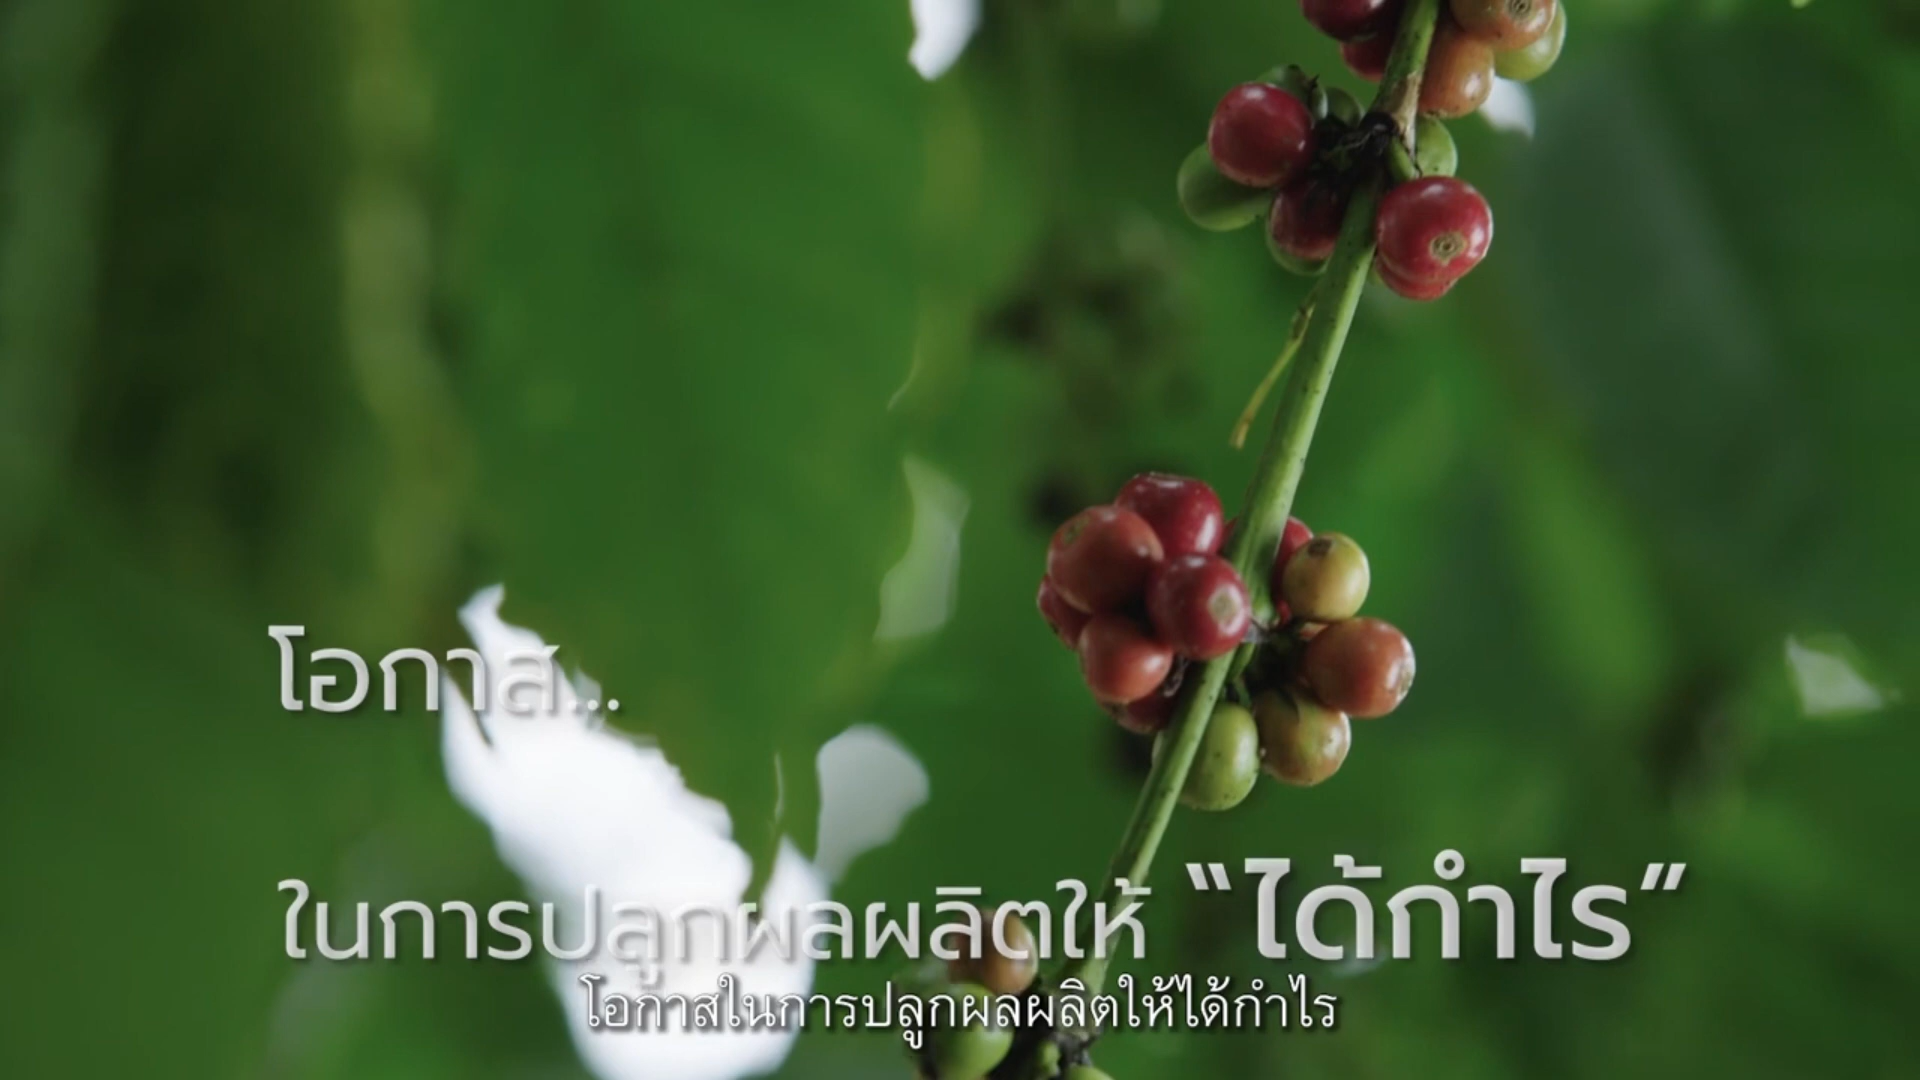 โอกาส...
ในการปลูกผลผลิตให้ “ได้กำไร”
โอกาสในการปลูกผลผลิตให้ได้กำไร